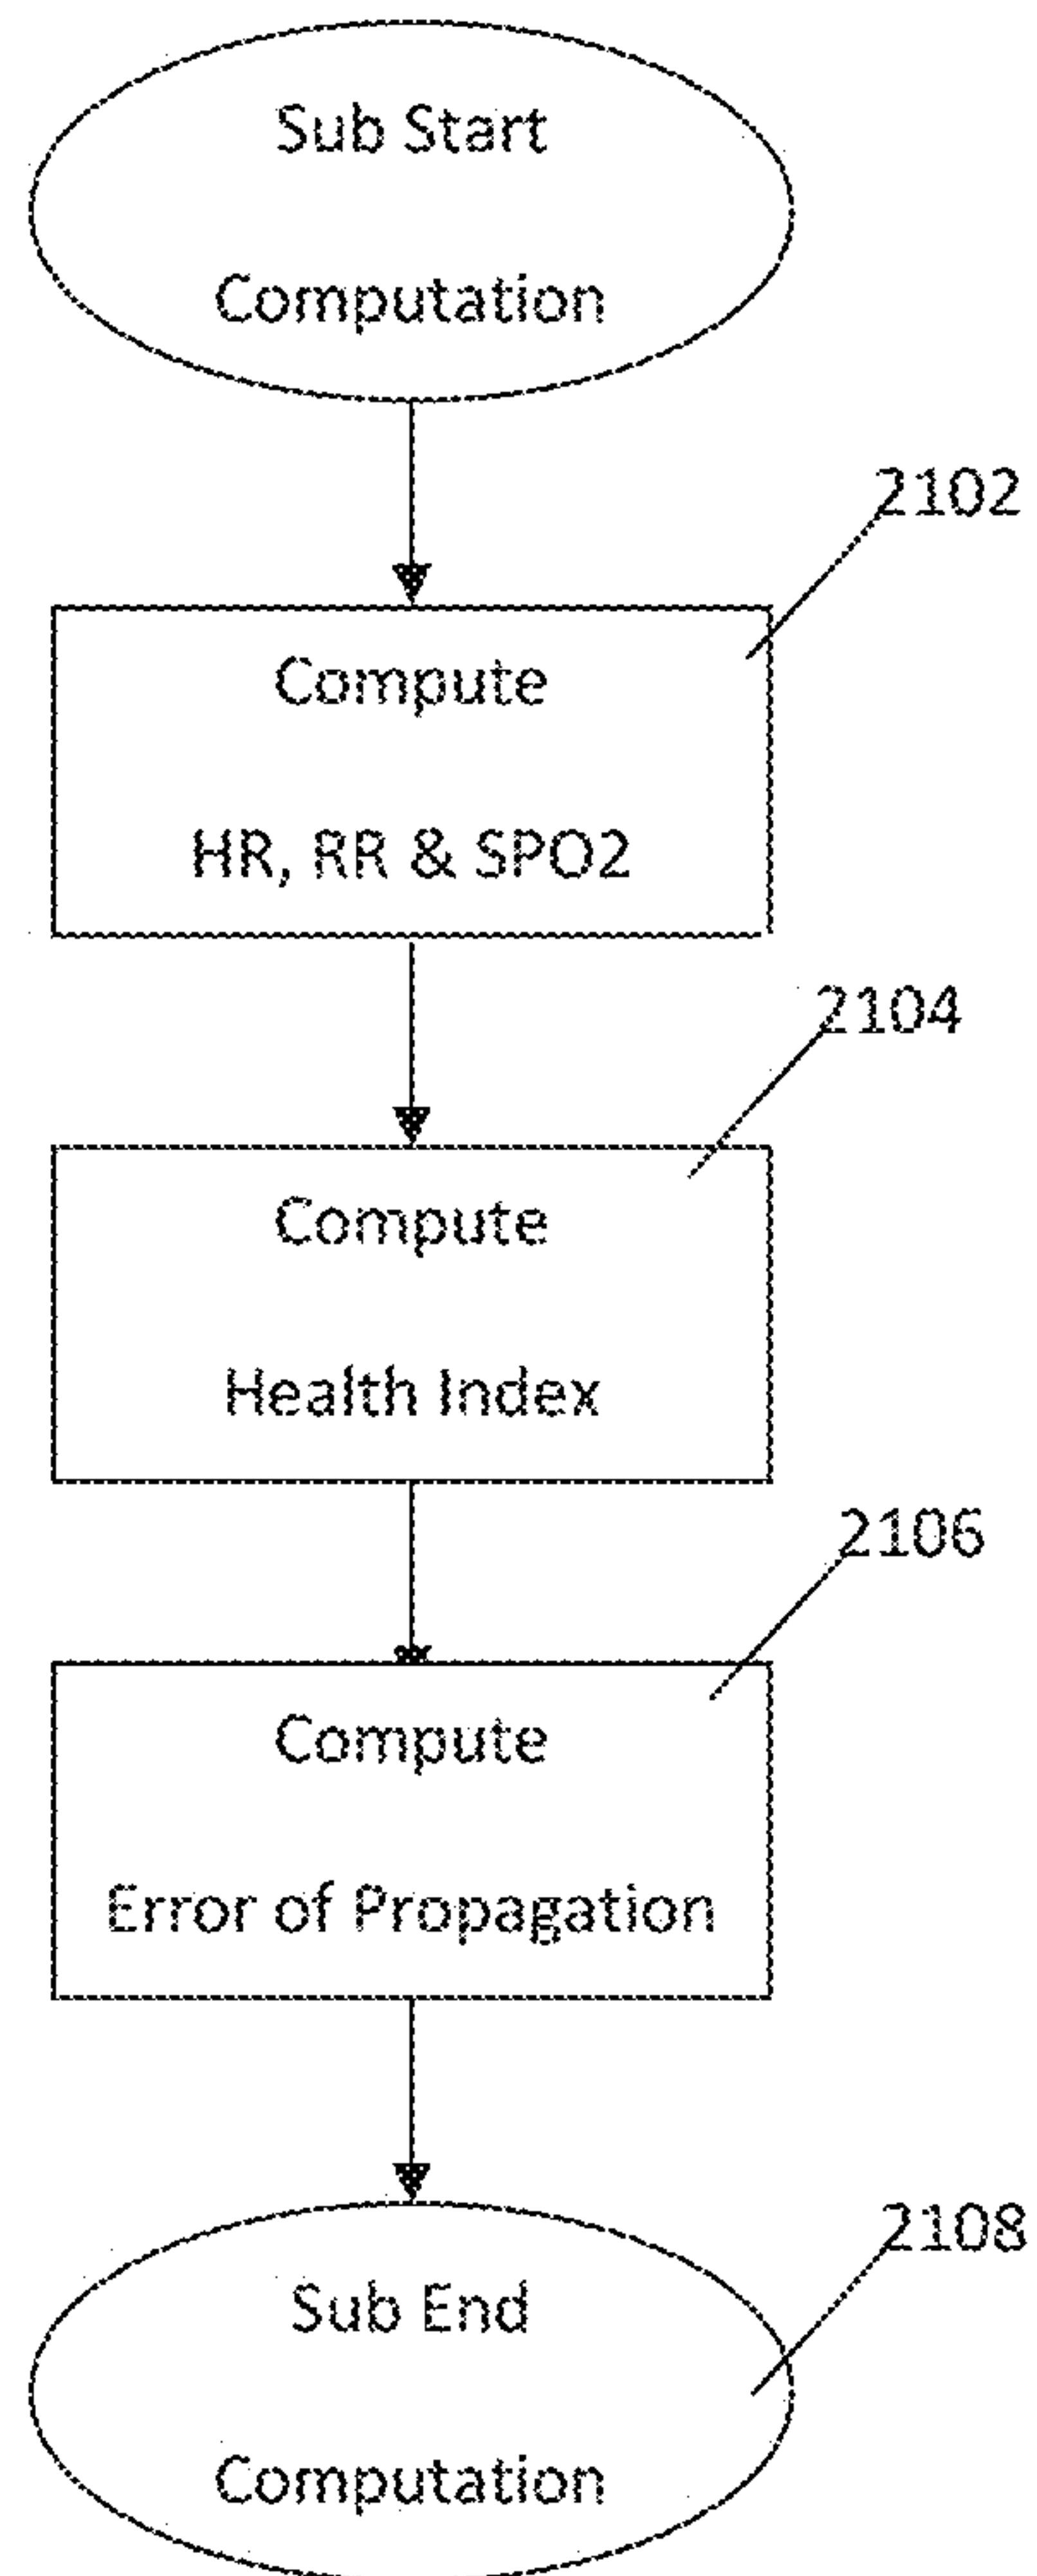 Sub Start
Computation
2102
Compute
HR, RR & SPO2
2104
Compute
Health Index
2106
Compute
Error of Propagation
2108
Sub End
Computation